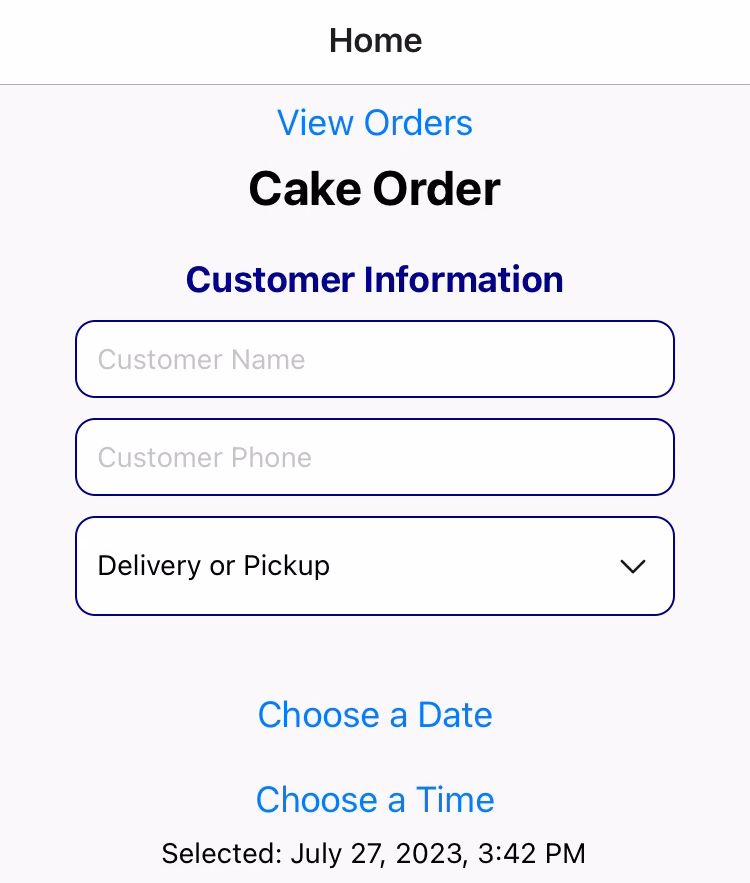 Home
View Orders
Cake Order
Customer Information
Customer Name
Customer Phone
Delivery or Pickup
Choose a Date
Choose a Time
Selected: July 27, 2023, 3:42 PM